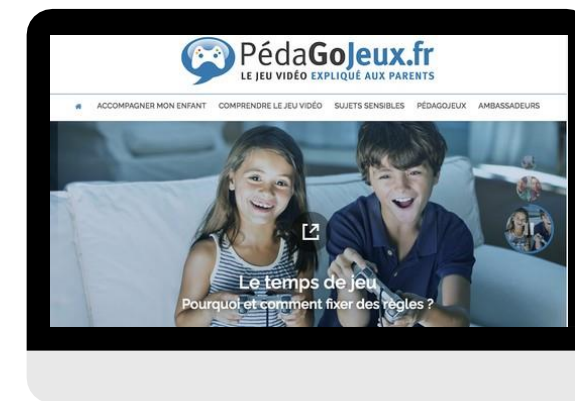 PédaGoJeux.fr
LE JEU VIDÉO EXPLIQUÉ AUX PARENTS
ACCOMPAGNER MON ENFANT COMPRENDRE LE JEU VIDÉO SUJETS SENSIBLES PÉDAGOJEUX AMBASSADEURS
Le temps de jeu
Pourquoi et comment fixer des règles ?